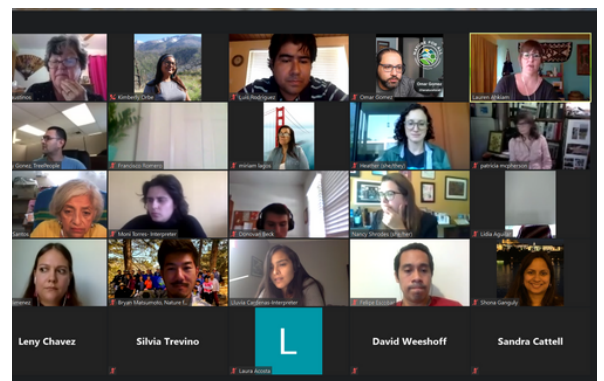 Kimberly Orbe
Luis Rodriguez
Omar Gomez
Lauren Ahkiam
Gomez, TreePeople
Francisco Romero
miriam lagos
Heather (she/they)
patricia mcpherson
Santos
Moni Torres- Interpreter
Donovan Beck
Nancy Shrodes (she/her)
Lidia Aguilar
Bryan Matsumoto, Nature f...
Lluvia Cardenas-Interpreter
Felipe Escobar
Shona Ganguly
Leny Chavez
Silvia Trevino
L
Laura Acosta
David Weeshoff
Sandra Cattell